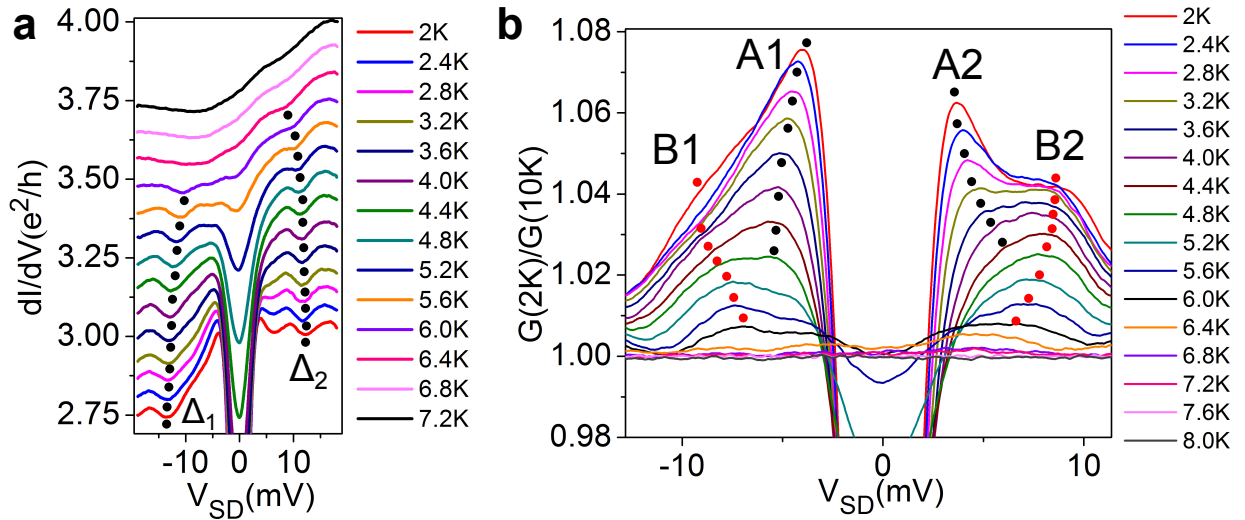 a
dI/dV(e²/h)
4.00
3.75
3.50
3.25
3.00
2.75
-10 0 10
V_SD(mV)
Δ₁
Δ₂
2K
2.4K
2.8K
3.2K
3.6K
4.0K
4.4K
4.8K
5.2K
5.6K
6.0K
6.4K
6.8K
7.2K
b
G(2K)/G(10K)
1.08
1.06
1.04
1.02
1.00
0.98
-10 0 10
V_SD(mV)
A1
A2
B1
B2
2K
2.4K
2.8K
3.2K
3.6K
4.0K
4.4K
4.8K
5.2K
5.6K
6.0K
6.4K
6.8K
7.2K
7.6K
8.0K